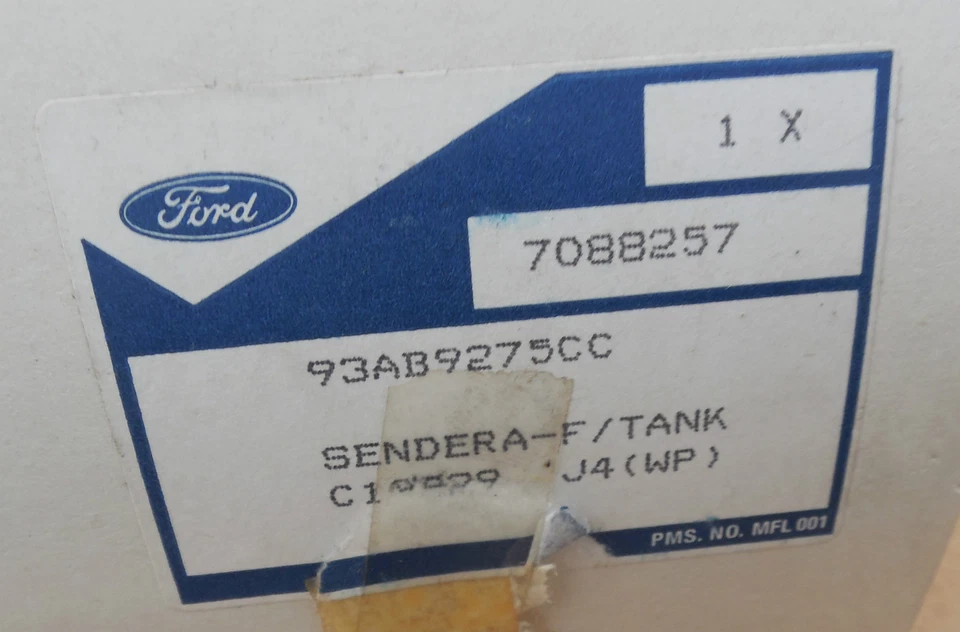 1 X
Ford
7088257
93AB9275CC
SENDERA-F/TANK
J4(WP)
PMS. NO. MFL 001